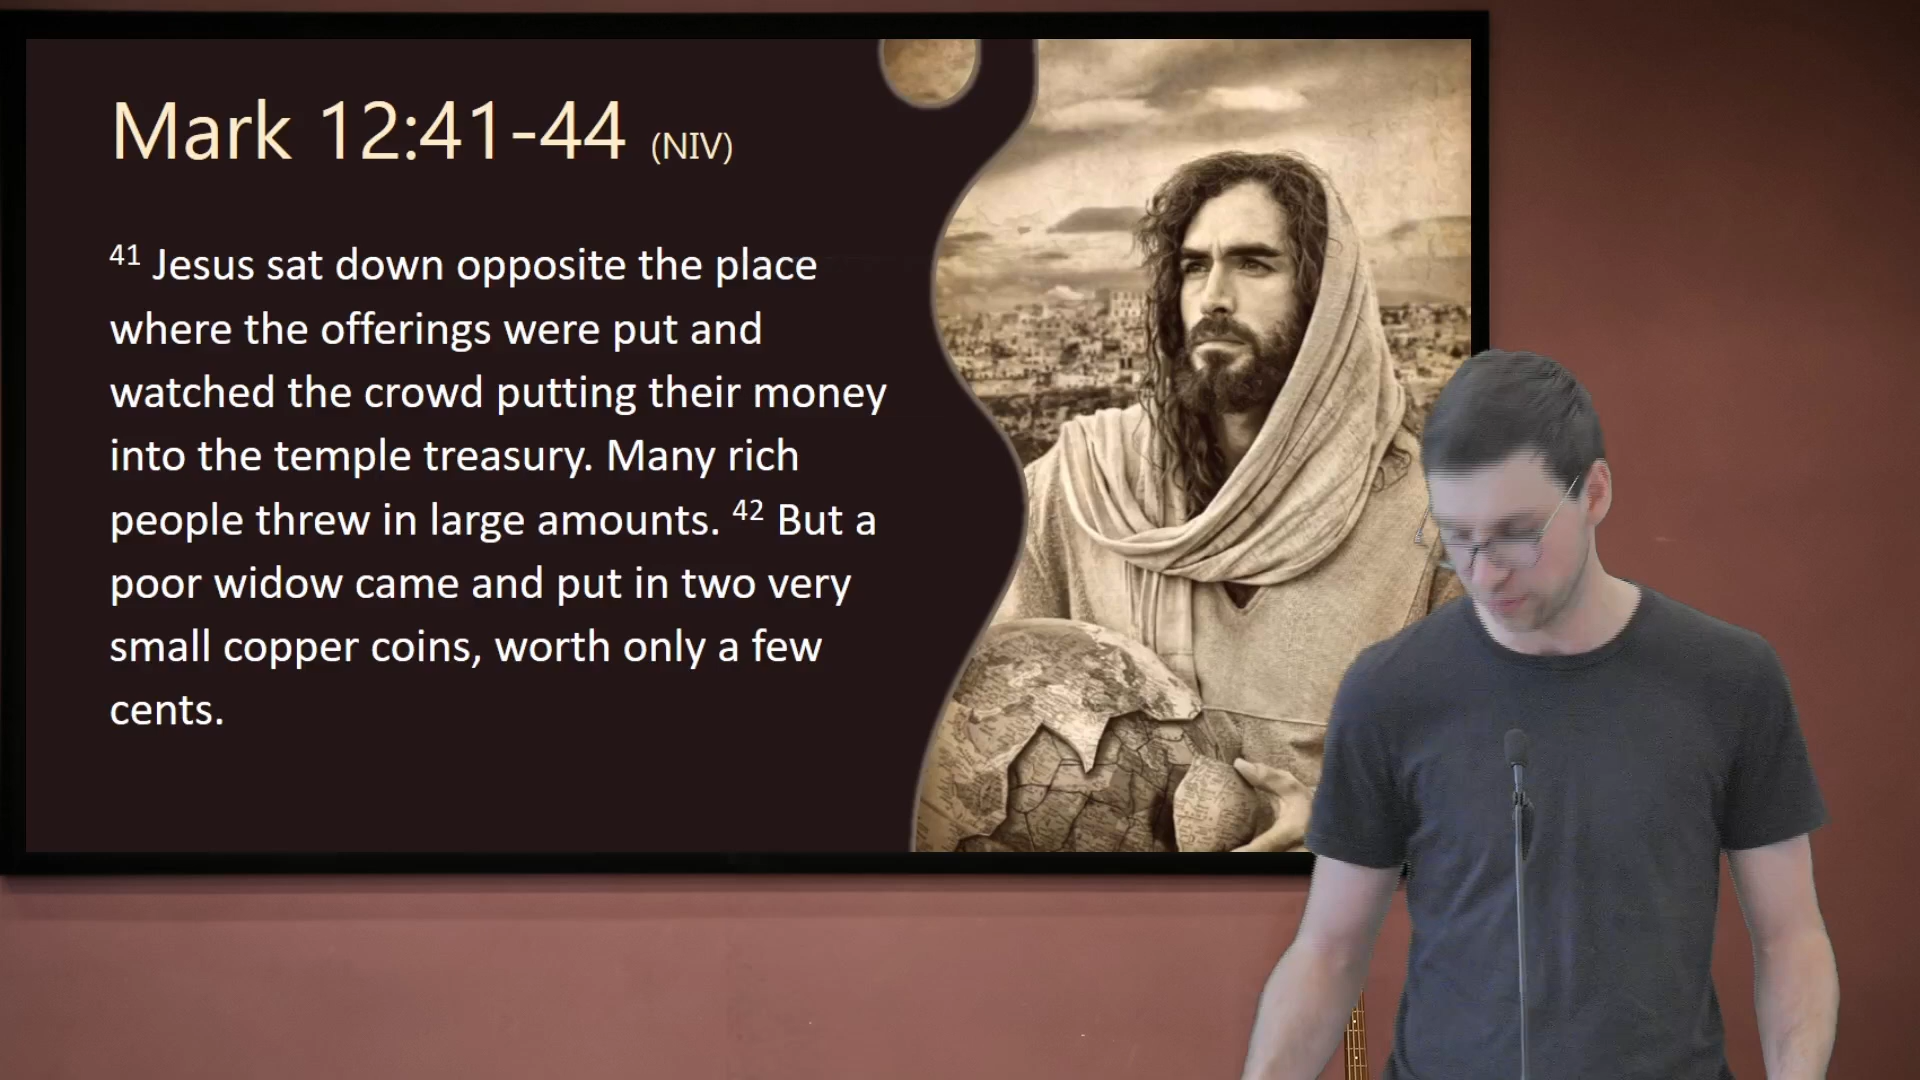 Mark 12:41-44 (NIV)
41 Jesus sat down opposite the place
where the offerings were put and
watched the crowd putting their money
into the temple treasury. Many rich
people threw in large amounts. 42 But a
poor widow came and put in two very
small copper coins, worth only a few
cents.